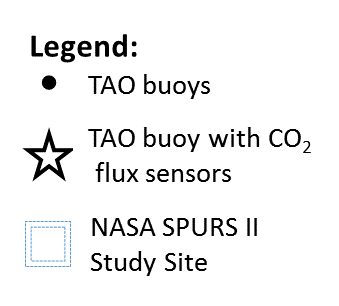 Legend:
TAO buoys
TAO buoy with CO₂
flux sensors
NASA SPURS II
Study Site